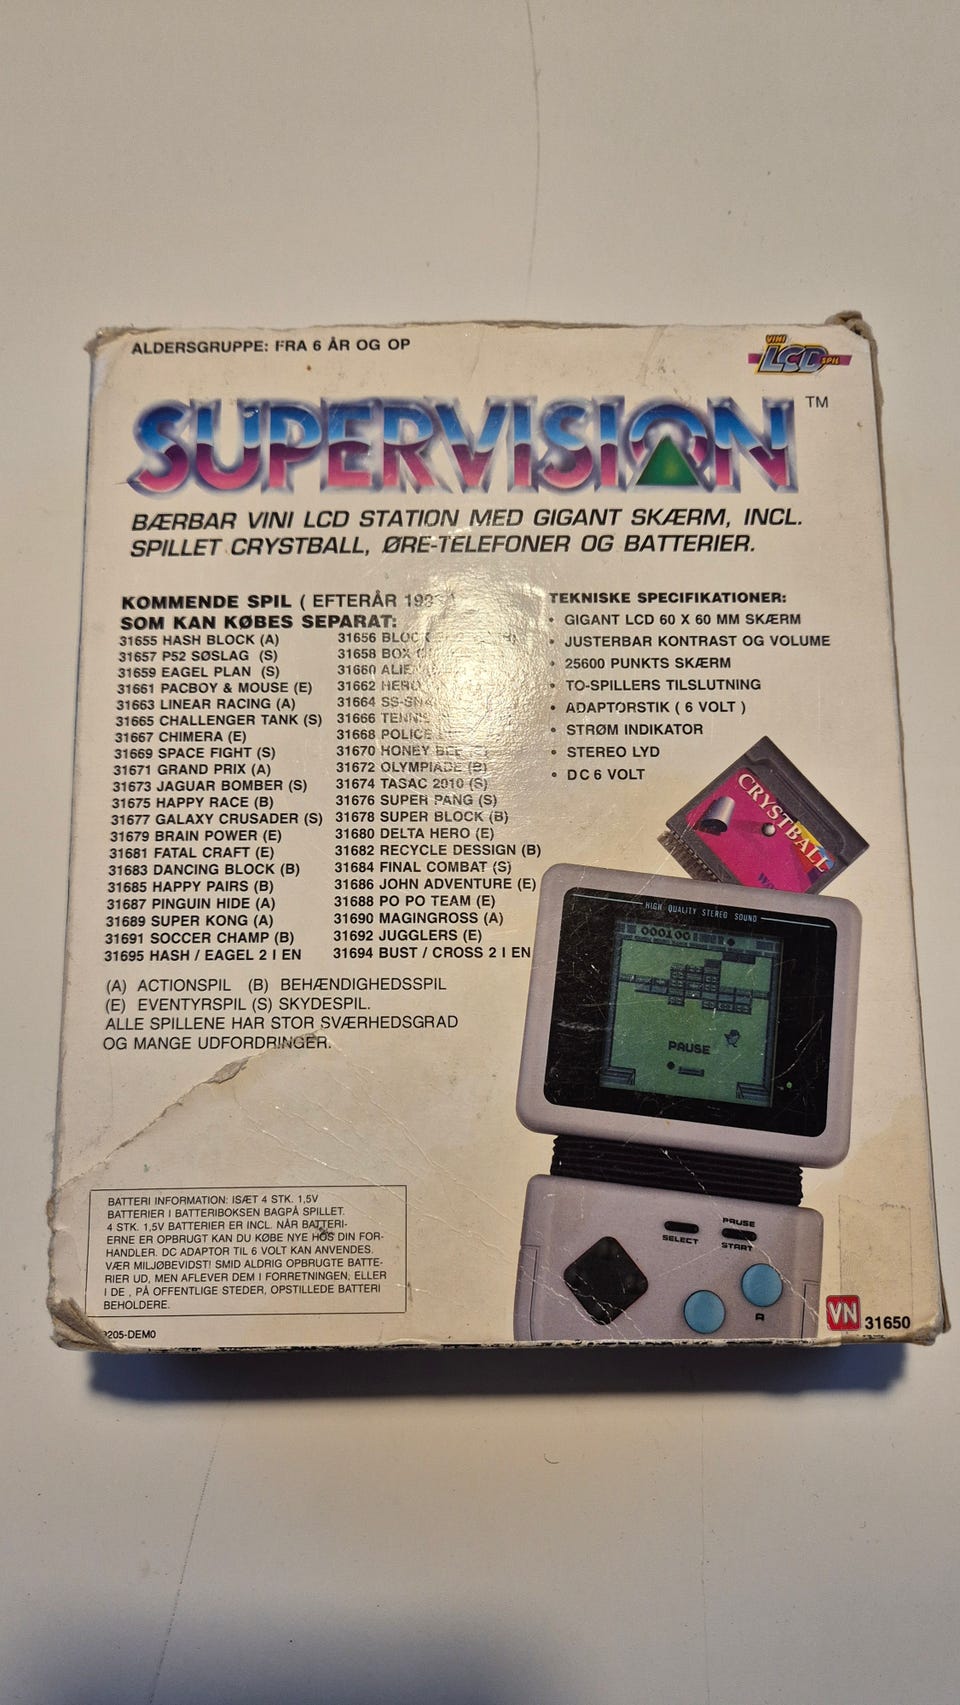 ALDERSGRUPPE: FRA 6 ÅR OG OP
VINI
LCD
SPIL
SUPERVISION TM
BÆRBAR VINI LCD STATION MED GIGANT SKÆRM, INCL.
SPILLET CRYSTBALL, ØRE-TELEFONER OG BATTERIER.
KOMMENDE SPIL ( EFTERÅR
SOM KAN KØBES SEPARAT:
31655 HASH BLOCK (A)
31657 P52 SØSLAG (S)
31659 EAGEL PLAN (S)
31661 PACBOY & MOUSE (E)
31663 LINEAR RACING (A)
31665 CHALLENGER TANK (S)
31667 CHIMERA (E)
31669 SPACE FIGHT (S)
31671 GRAND PRIX (A)
31673 JAGUAR BOMBER (S)
31675 HAPPY RACE (B)
31677 GALAXY CRUSADER (S)
31679 BRAIN POWER (E)
31681 FATAL CRAFT (E)
31683 DANCING BLOCK (B)
31685 HAPPY PAIRS (B)
31687 PINGUIN HIDE (A)
31689 SUPER KONG (A)
31691 SOCCER CHAMP (B)
31695 HASH / EAGEL 2 I EN
31656
31658
31660
31662
31664
31666 TENNIS
31668 POLICE
31670 HONEY BEE
31672 OLYMPIADE (B)
31674 TASAC 2010 (S)
31676 SUPER PANG (S)
31678 SUPER BLOCK (B)
31680 DELTA HERO (E)
31682 RECYCLE DESSIGN (B)
31684 FINAL COMBAT (S)
31686 JOHN ADVENTURE (E)
31688 PO PO TEAM (E)
31690 MAGINGROSS (A)
31692 JUGGLERS (E)
31694 BUST / CROSS 2 I EN
(A) ACTIONSPIL (B) BEHÆNDIGHEDSSPIL
(E) EVENTYRSPIL (S) SKYDESPIL.
ALLE SPILLENE HAR STOR SVÆRHEDSGRAD
OG MANGE UDFORDRINGER.
TEKNISKE SPECIFIKATIONER:
• GIGANT LCD 60 X 60 MM SKÆRM
• JUSTERBAR KONTRAST OG VOLUME
• 25600 PUNKTS SKÆRM
• TO-SPILLERS TILSLUTNING
• ADAPTORSTIK ( 6 VOLT )
• STRØM INDIKATOR
• STEREO LYD
• DC 6 VOLT
CRYSTBALL
HIGH QUALITY STEREO SOUND
000100
PAUSE
SELECT
PAUSE
START
A
BATTERI INFORMATION: ISÆT 4 STK. 1,5V
BATTERIER I BATTERIBOKSEN BAGPÅ SPILLET.
4 STK. 1,5V BATTERIER ER INCL. NÅR BATTERI-
ERNE ER OPBRUGT KAN DU KØBE NYE HOS DIN FOR-
HANDLER. DC ADAPTOR TIL 6 VOLT KAN ANVENDES.
VÆR MILJØBEVIDST! SMID ALDRIG OPBRUGTE BATTE-
RIER UD, MEN AFLEVER DEM I FORRETNINGEN, ELLER
I DE , PÅ OFFENTLIGE STEDER, OPSTILLEDE BATTERI
BEHOLDERE.
205-DEMO
VN 31650